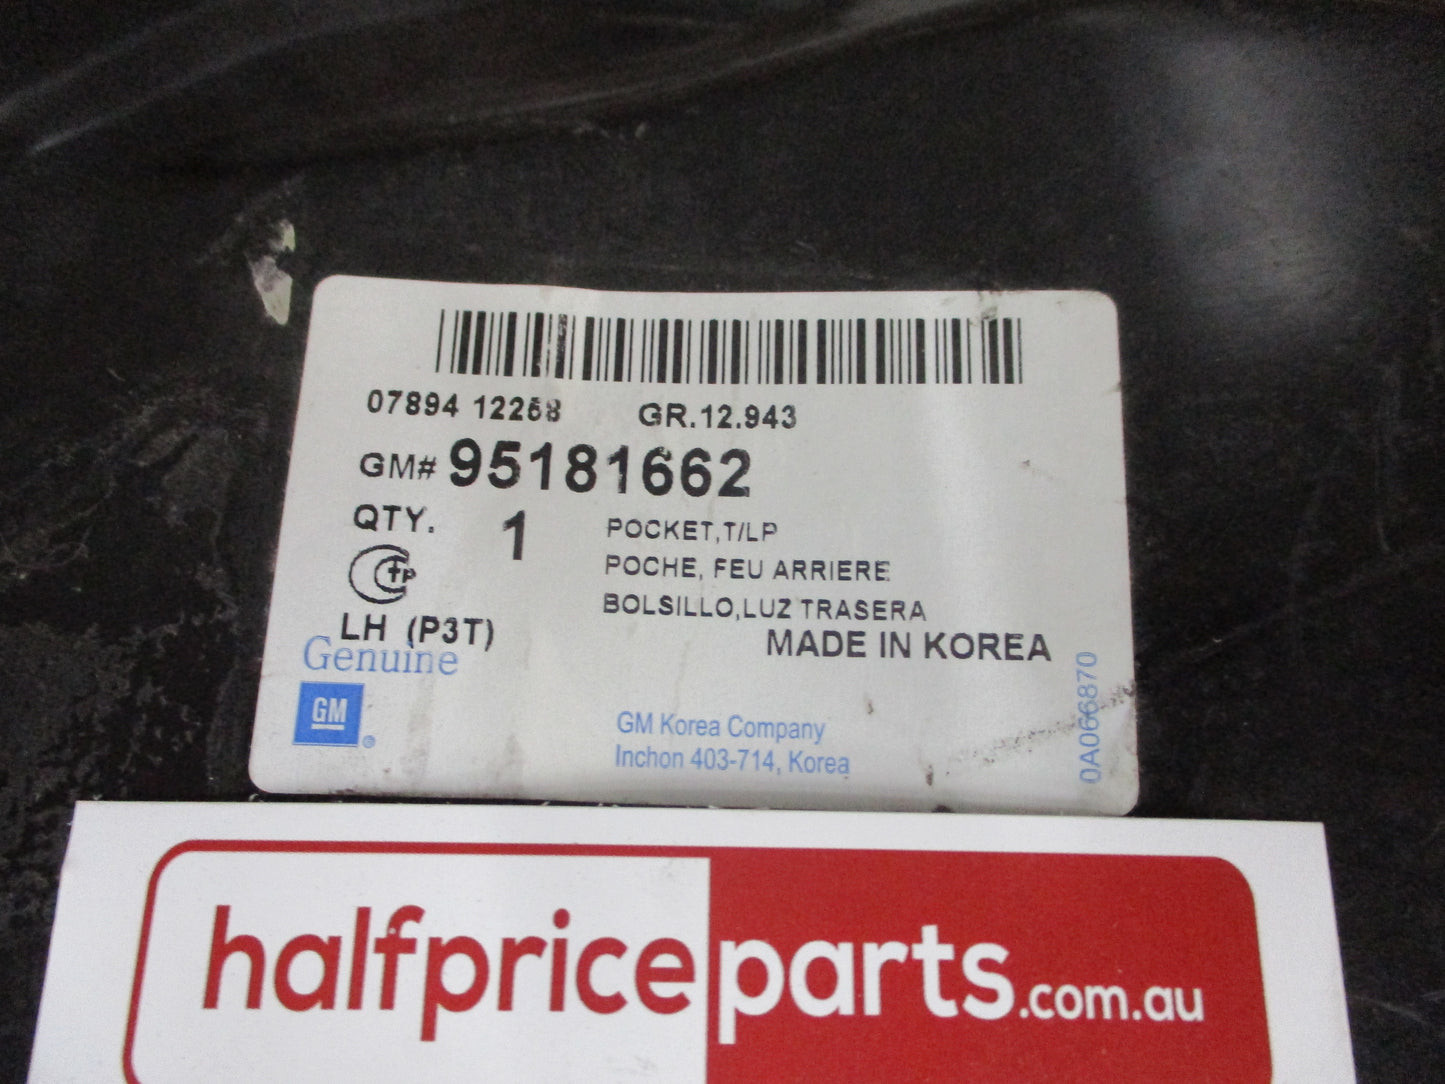 07894 12268 GR.12.943
GM# 95181662
QTY. 1 POCKET,T/LP
POCHE, FEU ARRIERE
BOLSILLO,LUZ TRASERA
LH (P3T) MADE IN KOREA
Genuine
GM
GM Korea Company
Inchon 403-714, Korea
0A066870
halfpriceparts.com.au